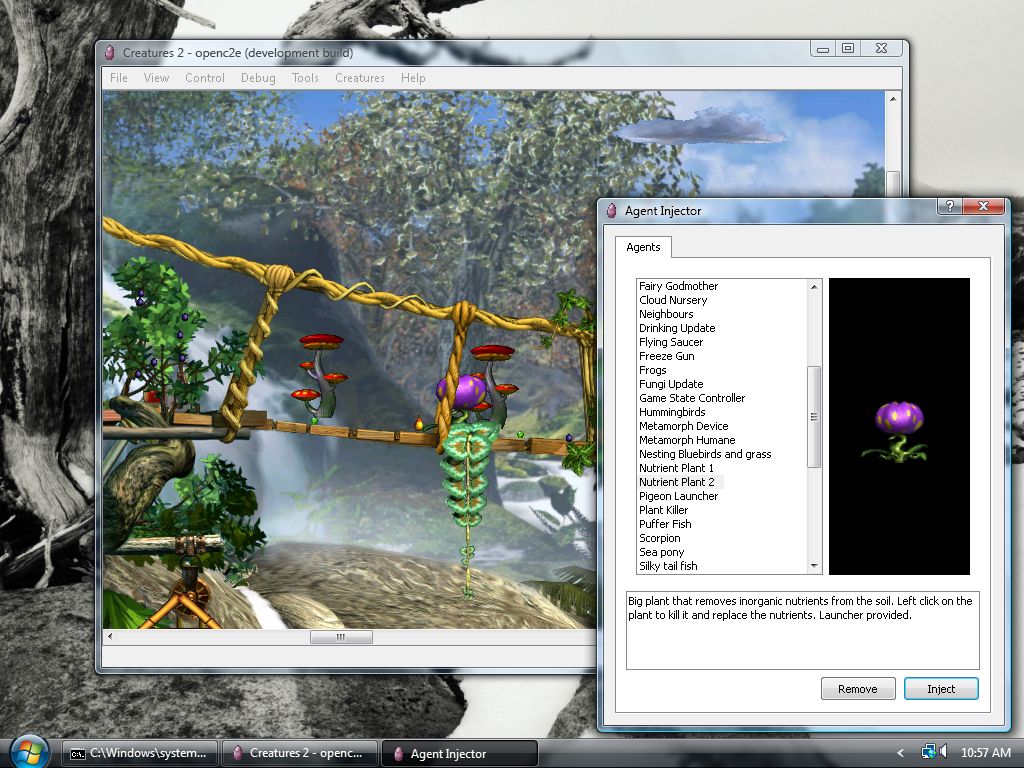 Creatures 2 - openc2e (development build)
File View Control Debug Tools Creatures Help
Agent Injector
?
Agents
Fairy Godmother
Cloud Nursery
Neighbours
Drinking Update
Flying Saucer
Freeze Gun
Frogs
Fungi Update
Game State Controller
Hummingbirds
Metamorph Device
Metamorph Humane
Nesting Bluebirds and grass
Nutrient Plant 1
Nutrient Plant 2
Pigeon Launcher
Plant Killer
Puffer Fish
Scorpion
Sea pony
Silky tail fish
Big plant that removes inorganic nutrients from the soil. Left click on the
plant to kill it and replace the nutrients. Launcher provided.
Remove Inject
C:\Windows\system... Creatures 2 - openc... Agent Injector 10:57 AM